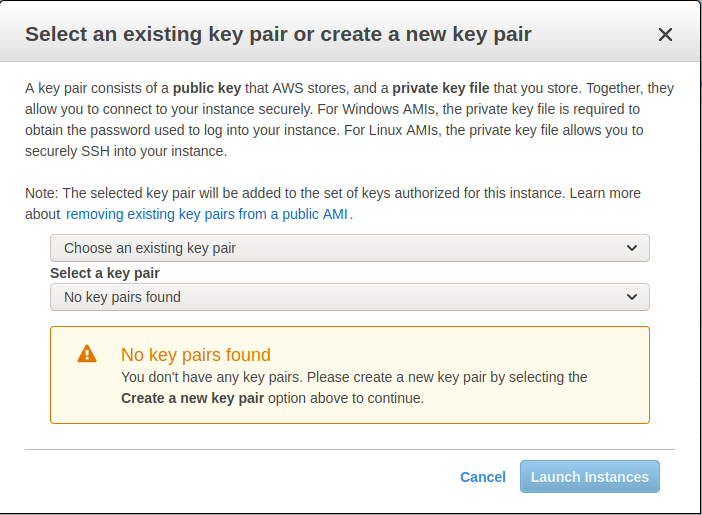 Select an existing key pair or create a new key pair
A key pair consists of a public key that AWS stores, and a private key file that you store. Together, they
allow you to connect to your instance securely. For Windows AMIs, the private key file is required to
obtain the password used to log into your instance. For Linux AMIs, the private key file allows you to
securely SSH into your instance.
Note: The selected key pair will be added to the set of keys authorized for this instance. Learn more
about removing existing key pairs from a public AMI.
Choose an existing key pair
Select a key pair
No key pairs found
No key pairs found
You don't have any key pairs. Please create a new key pair by selecting the
Create a new key pair option above to continue.
Cancel Launch Instances